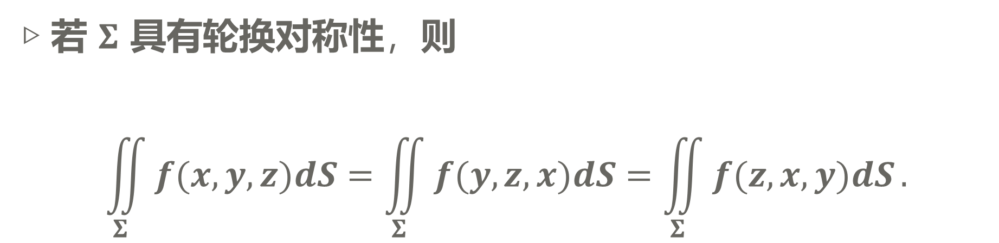 ▷ 若 Σ 具有轮换对称性，则
∬_Σ f(x, y, z)dS = ∬_Σ f(y, z, x)dS = ∬_Σ f(z, x, y)dS .